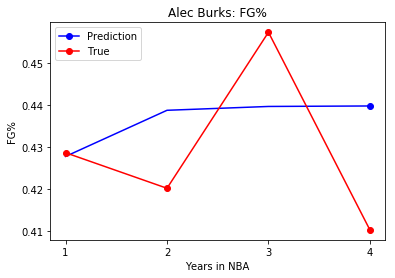 Alec Burks: FG%
Prediction
True
0.45
0.44
0.43
0.42
0.41
FG%
1 2 3 4
Years in NBA